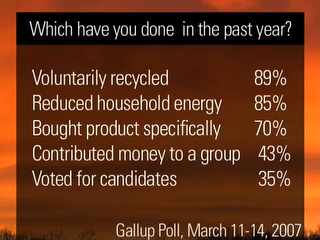 Which have you done in the past year?
Voluntarily recycled 89%
Reduced household energy 85%
Bought product specifically 70%
Contributed money to a group 43%
Voted for candidates 35%
Gallup Poll, March 11-14, 2007